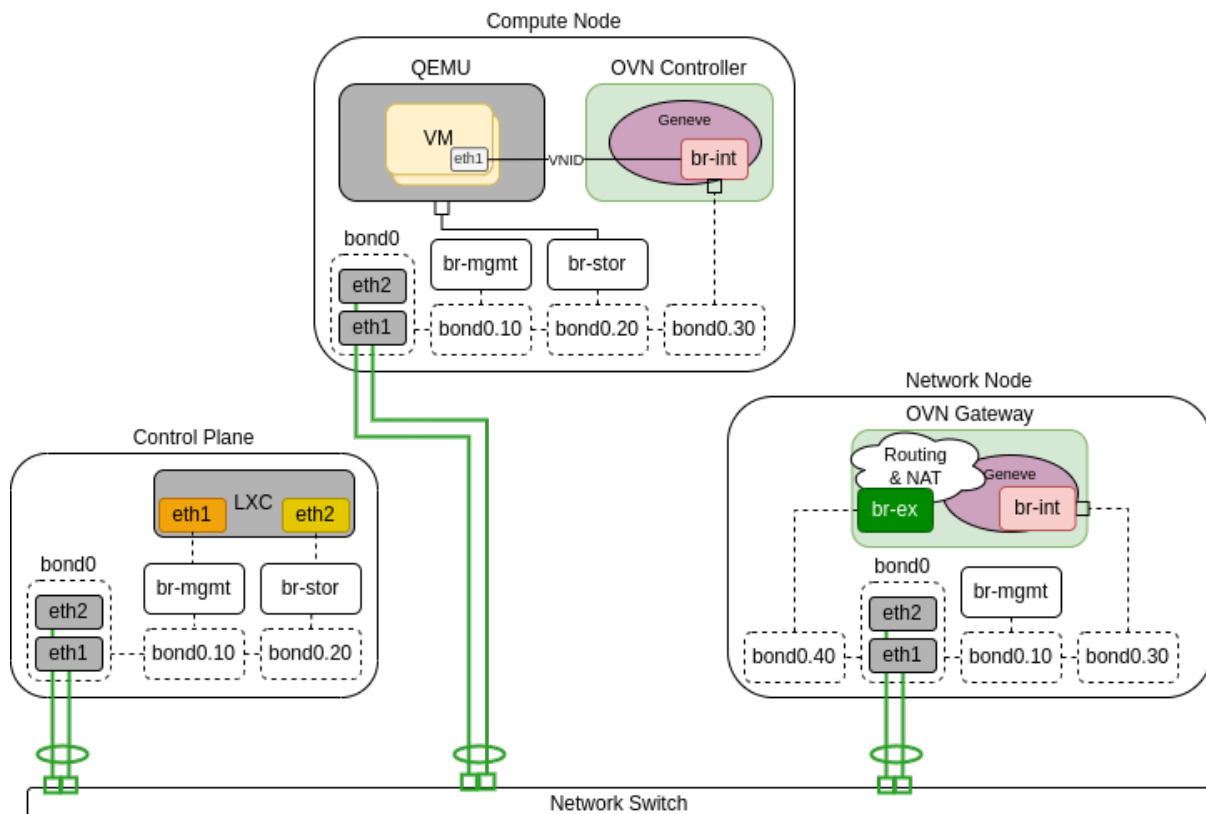 Compute Node
QEMU
OVN Controller
Geneve
VM
eth1
VNID
br-int
bond0
br-mgmt
br-stor
eth2
eth1
bond0.10
bond0.20
bond0.30
Control Plane
LXC
eth1
eth2
bond0
br-mgmt
br-stor
eth2
eth1
bond0.10
bond0.20
Network Node
OVN Gateway
Routing
& NAT
Geneve
br-ex
br-int
bond0
br-mgmt
eth2
bond0.40
eth1
bond0.10
bond0.30
Network Switch